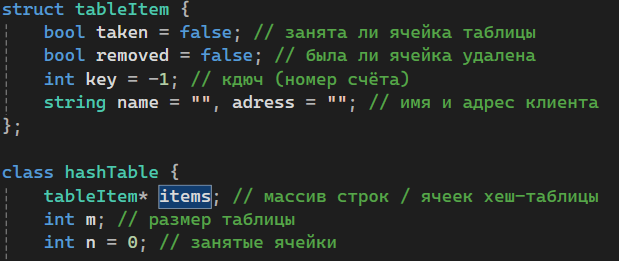 struct tableItem {
bool taken = false; // занята ли ячейка таблицы
bool removed = false; // была ли ячейка удалена
int key = -1; // кдюч (номер счёта)
string name = "", adress = ""; // имя и адрес клиента
};
class hashTable {
tableItem* items; // массив строк / ячеек хеш-таблицы
int m; // размер таблицы
int n = 0; // занятые ячейки